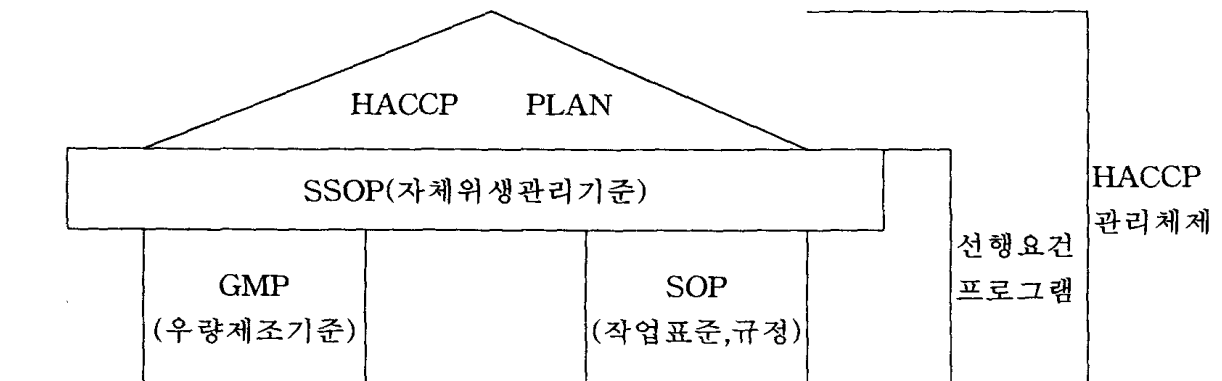 HACCP PLAN
SSOP(자체위생관리기준)
HACCP
관리체제
선행요건
프로그램
GMP
(우량제조기준)
SOP
(작업표준,규정)